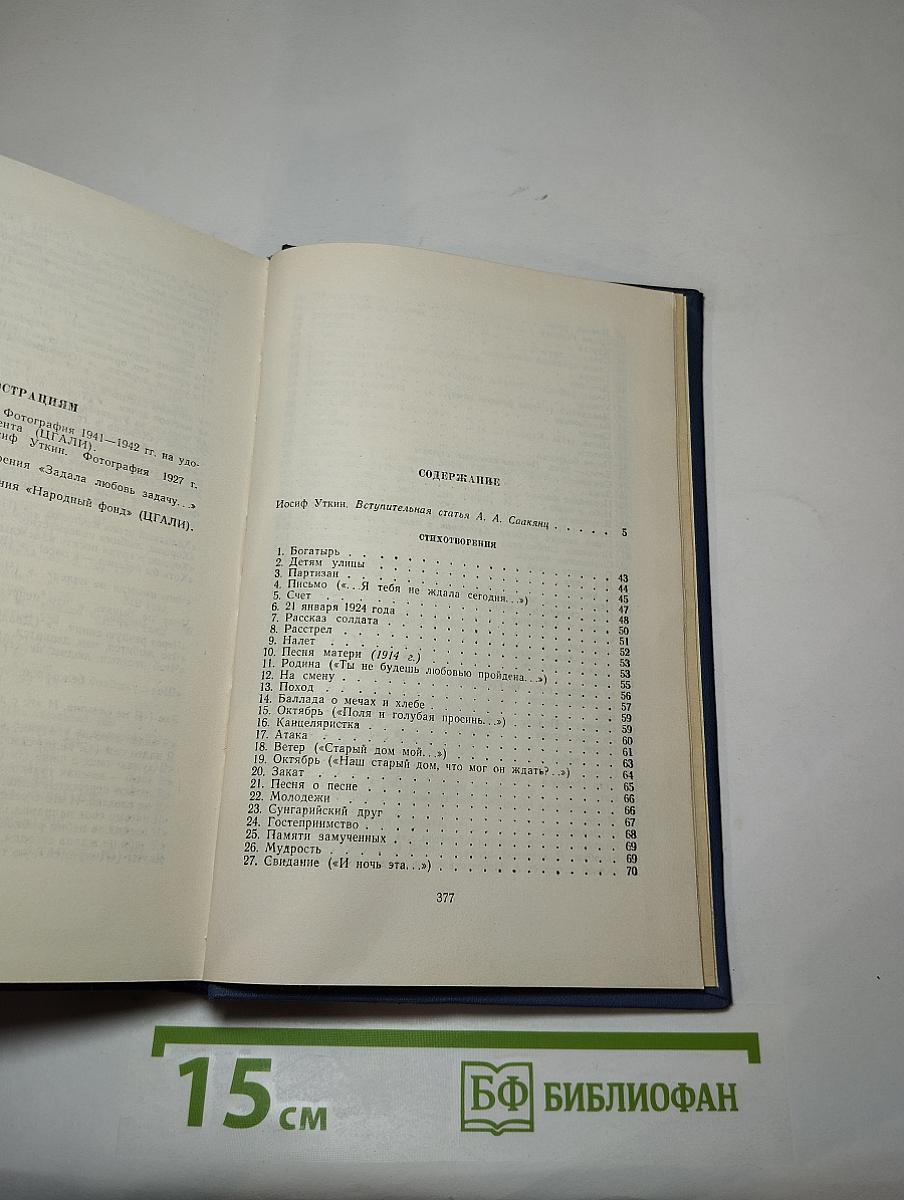 СТРАЦИЯМ
Фотография 1941—1942 гг. на удо-
ента (ЦГАЛИ).
сиф Уткин. Фотография 1927 г.
рения «Задала любовь задачу...»
ния «Народный фонд» (ЦГАЛИ).
СОДЕРЖАНИЕ
Иосиф Уткин. Вступительная статья А. А. Саакянц . . . . . 5
СТИХОТВОРЕНИЯ
1. Богатырь . . . 43
2. Детям улицы . . . 44
3. Партизан . . . 45
4. Письмо («...Я тебя не ждала сегодня...») . . . 47
5. Счет . . . 48
6. 21 января 1924 года . . . 50
7. Рассказ солдата . . . 51
8. Расстрел . . . 52
9. Налет . . . 53
10. Песня матери (1914 г.) . . . 53
11. Родина («Ты не будешь любовью пройдена...») . . . 55
12. На смену . . . 56
13. Поход . . . 57
14. Баллада о мечах и хлебе . . . 59
15. Октябрь («Поля и голубая просинь...») . . . 59
16. Канцеляристка . . . 60
17. Атака . . . 61
18. Ветер («Старый дом мой...») . . . 63
19. Октябрь («Наш старый дом, что мог он ждать?..») . . . 64
20. Закат . . . 65
21. Песня о песне . . . 66
22. Молодежи . . . 66
23. Сунгарийский друг . . . 67
24. Гостеприимство . . . 68
25. Памяти замученных . . . 69
26. Мудрость . . . 69
27. Свидание («И ночь эта...») . . . 70
377
15 см
БФ БИБЛИОФАН